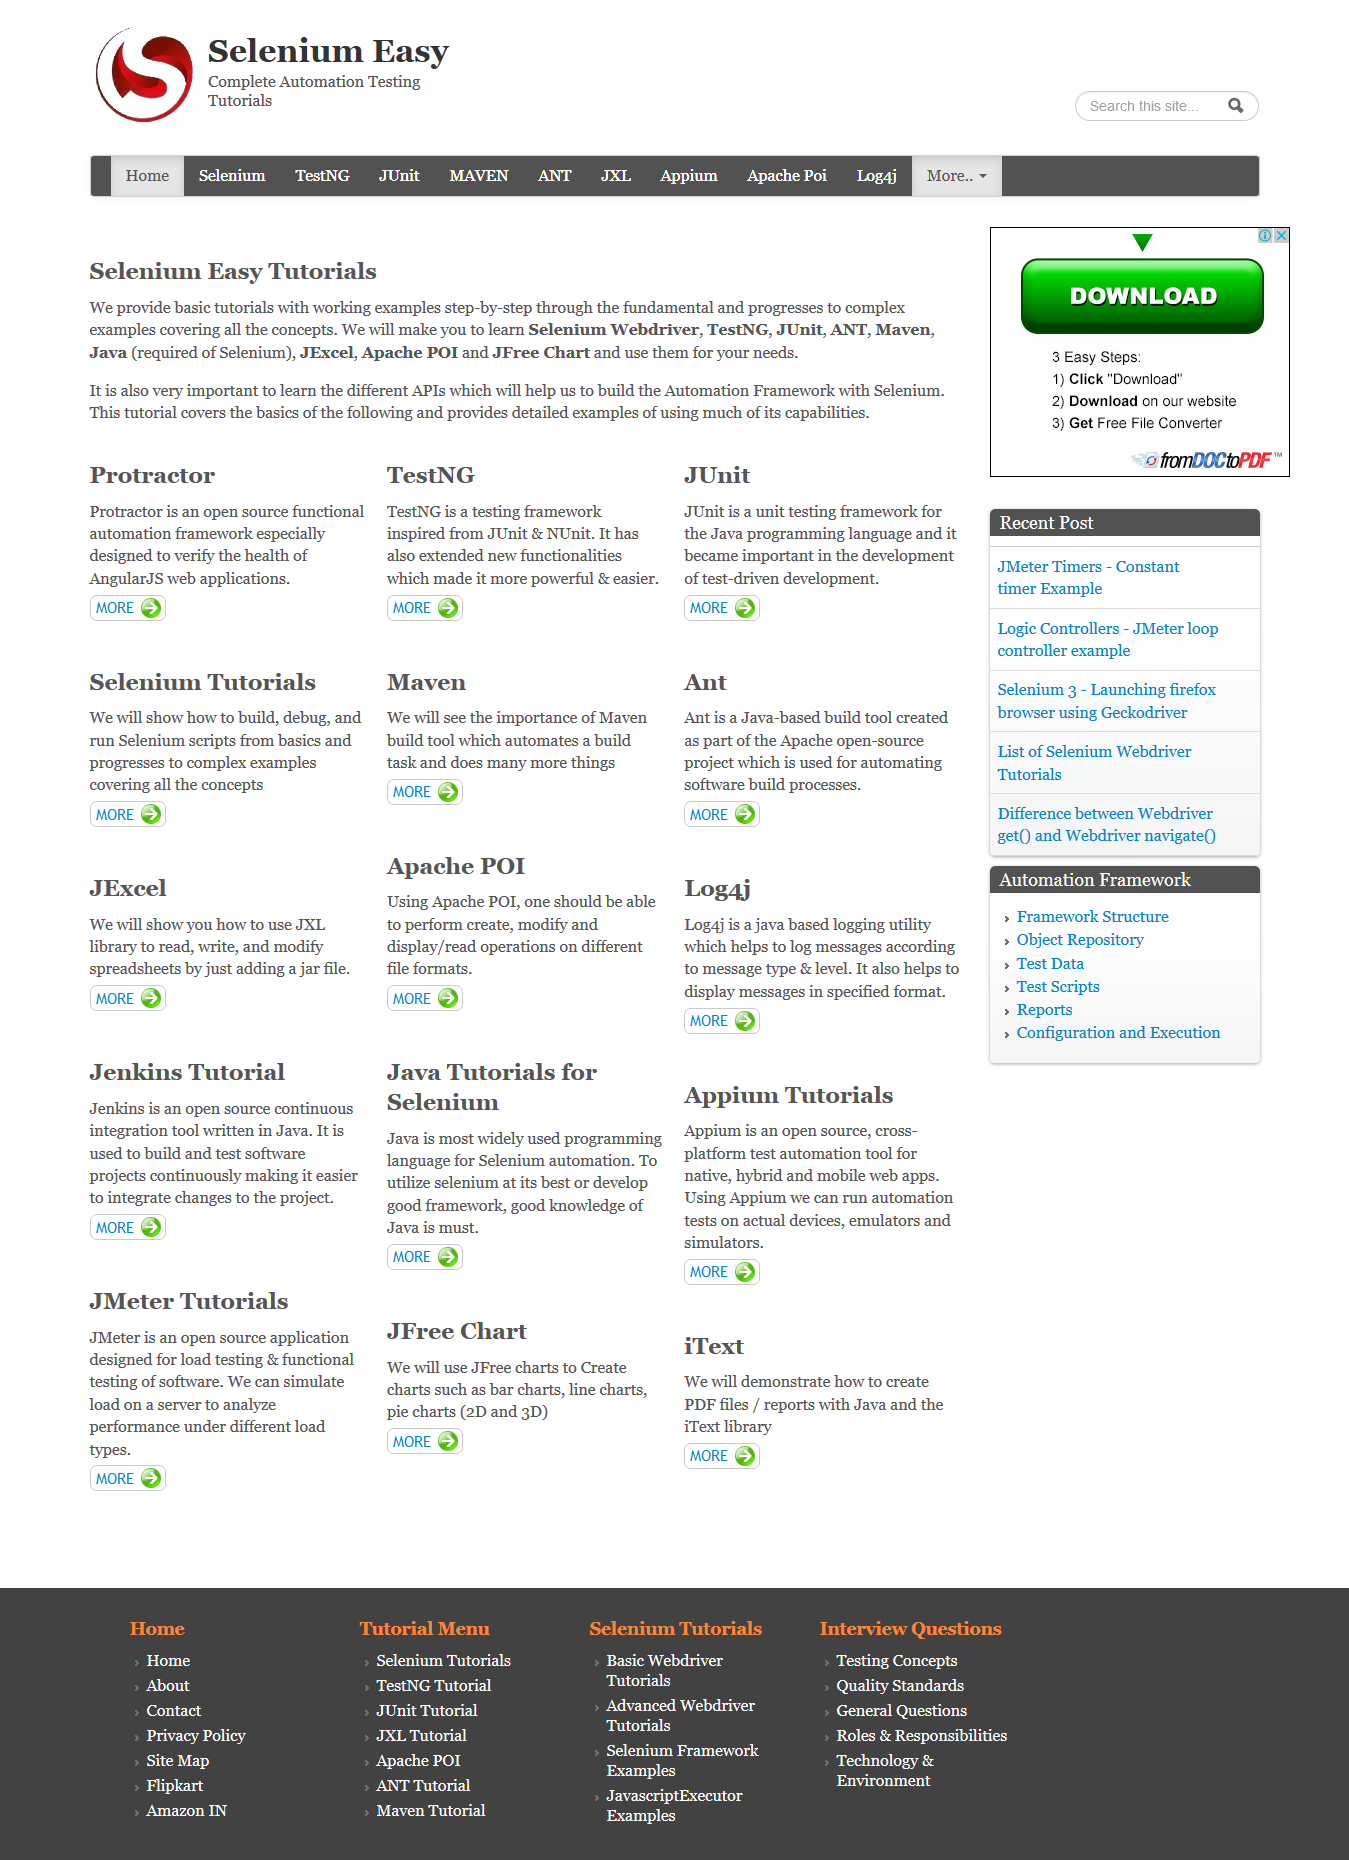 Selenium Easy
Complete Automation Testing
Tutorials
Search this site...
Home Selenium TestNG JUnit MAVEN ANT JXL Appium Apache Poi Log4j More..
Selenium Easy Tutorials
We provide basic tutorials with working examples step-by-step through the fundamental and progresses to complex
examples covering all the concepts. We will make you to learn Selenium Webdriver, TestNG, JUnit, ANT, Maven,
Java (required of Selenium), JExcel, Apache POI and JFree Chart and use them for your needs.
It is also very important to learn the different APIs which will help us to build the Automation Framework with Selenium.
This tutorial covers the basics of the following and provides detailed examples of using much of its capabilities.
Protractor
Protractor is an open source functional
automation framework especially
designed to verify the health of
AngularJS web applications.
MORE
TestNG
TestNG is a testing framework
inspired from JUnit & NUnit. It has
also extended new functionalities
which made it more powerful & easier.
MORE
JUnit
JUnit is a unit testing framework for
the Java programming language and it
became important in the development
of test-driven development.
MORE
Selenium Tutorials
We will show how to build, debug, and
run Selenium scripts from basics and
progresses to complex examples
covering all the concepts
MORE
Maven
We will see the importance of Maven
build tool which automates a build
task and does many more things
MORE
Ant
Ant is a Java-based build tool created
as part of the Apache open-source
project which is used for automating
software build processes.
MORE
JExcel
We will show you how to use JXL
library to read, write, and modify
spreadsheets by just adding a jar file.
MORE
Apache POI
Using Apache POI, one should be able
to perform create, modify and
display/read operations on different
file formats.
MORE
Log4j
Log4j is a java based logging utility
which helps to log messages according
to message type & level. It also helps to
display messages in specified format.
MORE
Jenkins Tutorial
Jenkins is an open source continuous
integration tool written in Java. It is
used to build and test software
projects continuously making it easier
to integrate changes to the project.
MORE
Java Tutorials for
Selenium
Java is most widely used programming
language for Selenium automation. To
utilize selenium at its best or develop
good framework, good knowledge of
Java is must.
MORE
Appium Tutorials
Appium is an open source, cross-
platform test automation tool for
native, hybrid and mobile web apps.
Using Appium we can run automation
tests on actual devices, emulators and
simulators.
MORE
JMeter Tutorials
JMeter is an open source application
designed for load testing & functional
testing of software. We can simulate
load on a server to analyze
performance under different load
types.
MORE
JFree Chart
We will use JFree charts to Create
charts such as bar charts, line charts,
pie charts (2D and 3D)
MORE
iText
We will demonstrate how to create
PDF files / reports with Java and the
iText library
MORE
DOWNLOAD
3 Easy Steps:
1) Click "Download"
2) Download on our website
3) Get Free File Converter
fromDOCtoPDF™
Recent Post
JMeter Timers - Constant
timer Example
Logic Controllers - JMeter loop
controller example
Selenium 3 - Launching firefox
browser using Geckodriver
List of Selenium Webdriver
Tutorials
Difference between Webdriver
get() and Webdriver navigate()
Automation Framework
Framework Structure
Object Repository
Test Data
Test Scripts
Reports
Configuration and Execution
Home
Home
About
Contact
Privacy Policy
Site Map
Flipkart
Amazon IN
Tutorial Menu
Selenium Tutorials
TestNG Tutorial
JUnit Tutorial
JXL Tutorial
Apache POI
ANT Tutorial
Maven Tutorial
Selenium Tutorials
Basic Webdriver
Tutorials
Advanced Webdriver
Tutorials
Selenium Framework
Examples
JavascriptExecutor
Examples
Interview Questions
Testing Concepts
Quality Standards
General Questions
Roles & Responsibilities
Technology &
Environment